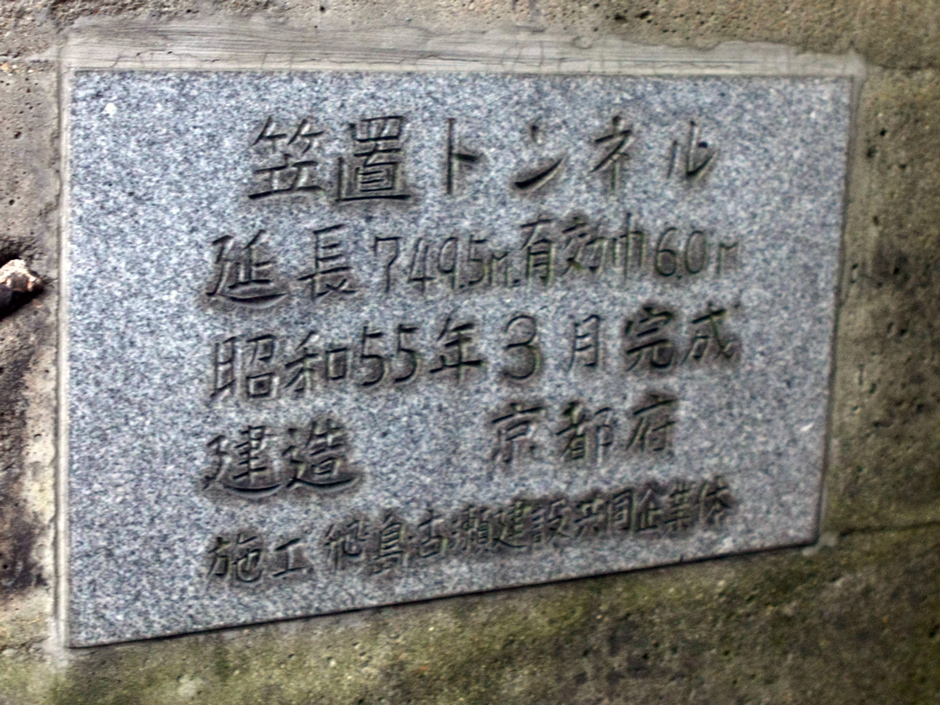 笠置トンネル
延長749.5m.有効巾6.0m
昭和55年3月完成
建造 京都府
施工 飛島古瀬建設共同企業体